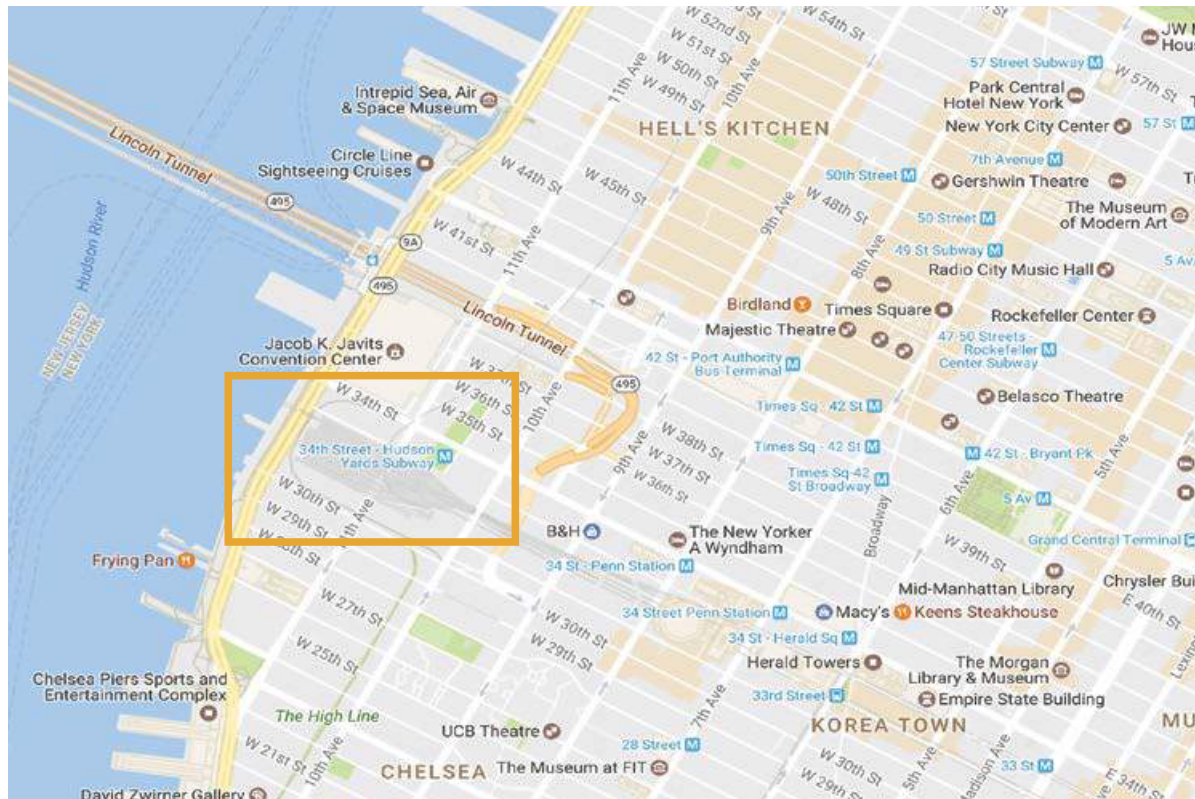 W 52nd St
W 54th St
JW
Hou
W 51st St
57 Street Subway
W 50th St
W 57th St
11th Ave
10th Ave
Intrepid Sea, Air
& Space Museum
W 49th St
Park Central
Hotel New York
HELL'S KITCHEN
New York City Center
57 St
Lincoln Tunnel
Circle Line
Sightseeing Cruises
7th Avenue
W 44th St
W 45th St
50th Street
Gershwin Theatre
495
9th Ave
W 48th St
The Museum
of Modern Art
50 Street
Hudson River
9A
W 41st St
11th Ave
8th Ave
49 St Subway
5 Av
Radio City Music Hall
495
Birdland
Times Square
Rockefeller Center
Lincoln Tunnel
Majestic Theatre
NEW JERSEY
NEW YORK
Jacob K. Javits
Convention Center
47-50 Streets
Rockefeller
Center Subway
42 St - Port Authority
Bus Terminal
495
W 34th St
W 36th St
10th Ave
Belasco Theatre
W 35th St
Times Sq - 42 St
34th Street - Hudson
Yards Subway
9th Ave
W 38th St
Times Sq - 42 St
42 St - Bryant Pk
5th Ave
W 37th St
Times Sq-42
St Broadway
W 30th St
W 36th St
6th Ave
5 Av
W 29th St
B&H
The New Yorker
A Wyndham
Broadway
W 39th St
Grand Central Terminal
Frying Pan
34 St - Penn Station
Mid-Manhattan Library
Chrysler Bui
W 27th St
W 30th St
34 Street Penn Station
Macy's
Keens Steakhouse
E 40th St
W 25th St
W 29th St
34 St - Herald Sq
Herald Towers
The Morgan
Library & Museum
Chelsea Piers Sports and
Entertainment Complex
33rd Street
Empire State Building
The High Line
7th Ave
KOREA TOWN
MU
UCB Theatre
28 Street
W 21st St
10th Ave
CHELSEA
The Museum at FIT
W 30th St
5th Ave
33 St
W 29th St
E 34th St
David Zwirner Gallery